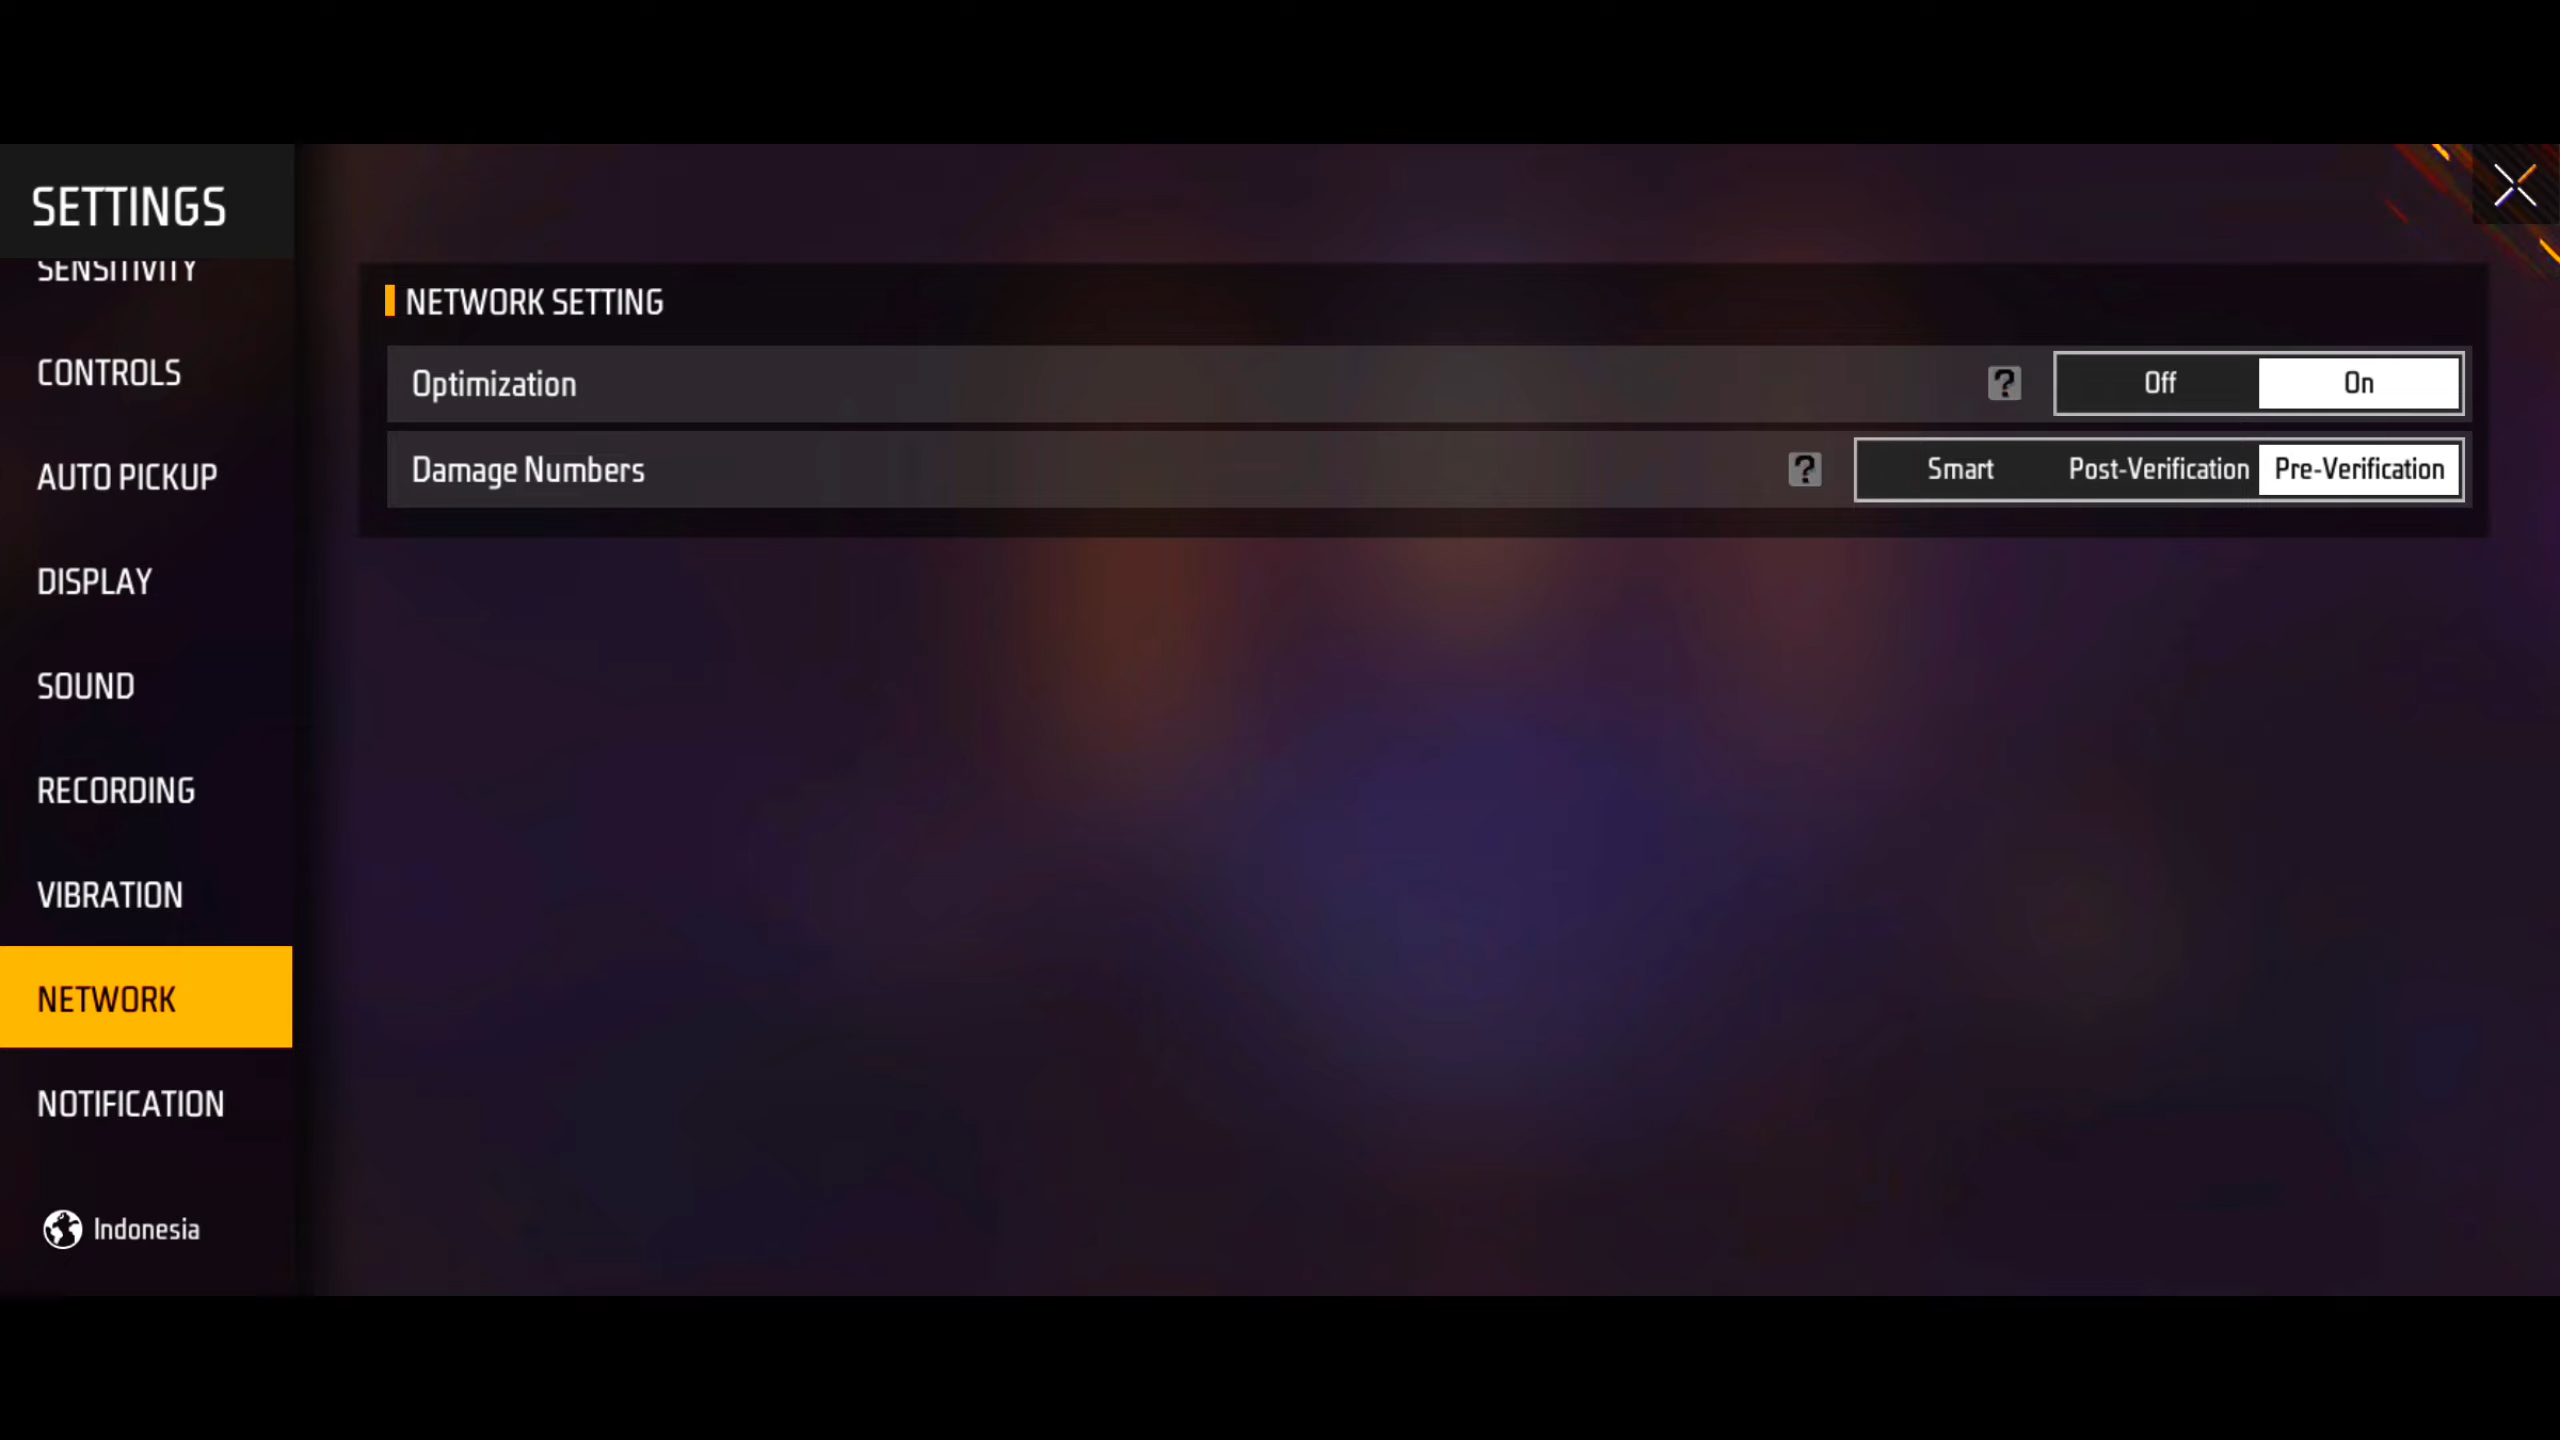 SETTINGS
SENSITIVITY
CONTROLS
AUTO PICKUP
DISPLAY
SOUND
RECORDING
VIBRATION
NETWORK
NOTIFICATION
Indonesia
NETWORK SETTING
Optimization ? Off On
Damage Numbers ? Smart Post-Verification Pre-Verification